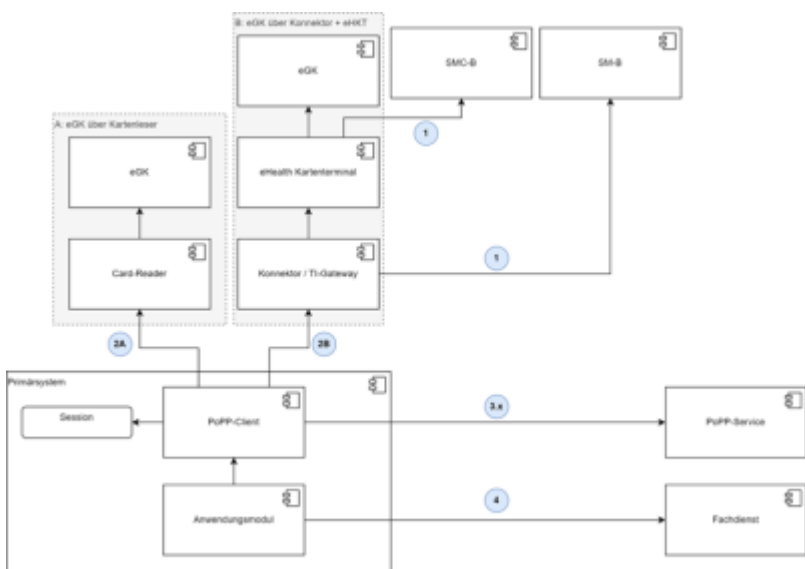 B: eGK über Konnektor + eHKT
eGK
SMC-B
SM-B
A: eGK über Kartenleser
1
eGK
eHealth Kartenterminal
Card-Reader
Konnektor / TI-Gateway
1
2A
2B
Primärsystem
Session
PoPP-Client
3.x
PoPP-Service
4
Anwendungsmodul
Fachdienst